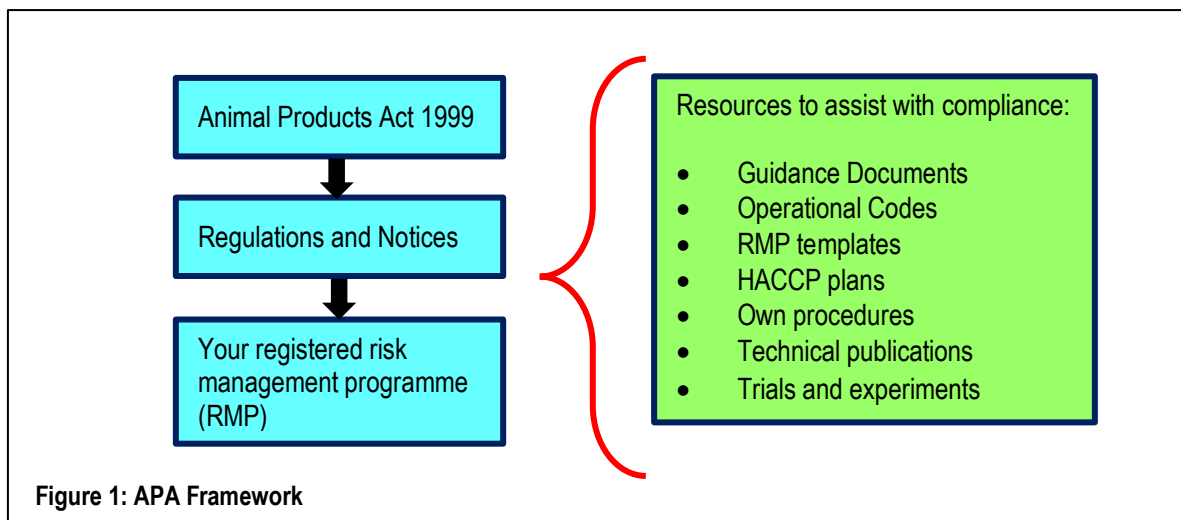 Animal Products Act 1999
Regulations and Notices
Your registered risk
management programme
(RMP)
Resources to assist with compliance:
• Guidance Documents
• Operational Codes
• RMP templates
• HACCP plans
• Own procedures
• Technical publications
• Trials and experiments
Figure 1: APA Framework